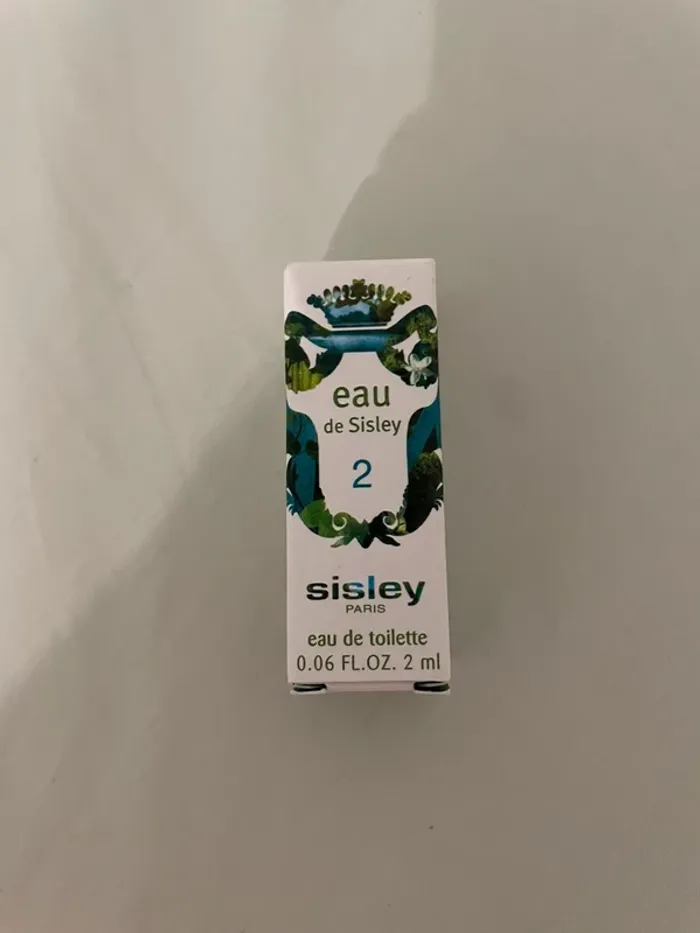 eau
de Sisley
2
sisley
PARIS
eau de toilette
0.06 FL.OZ. 2 ml